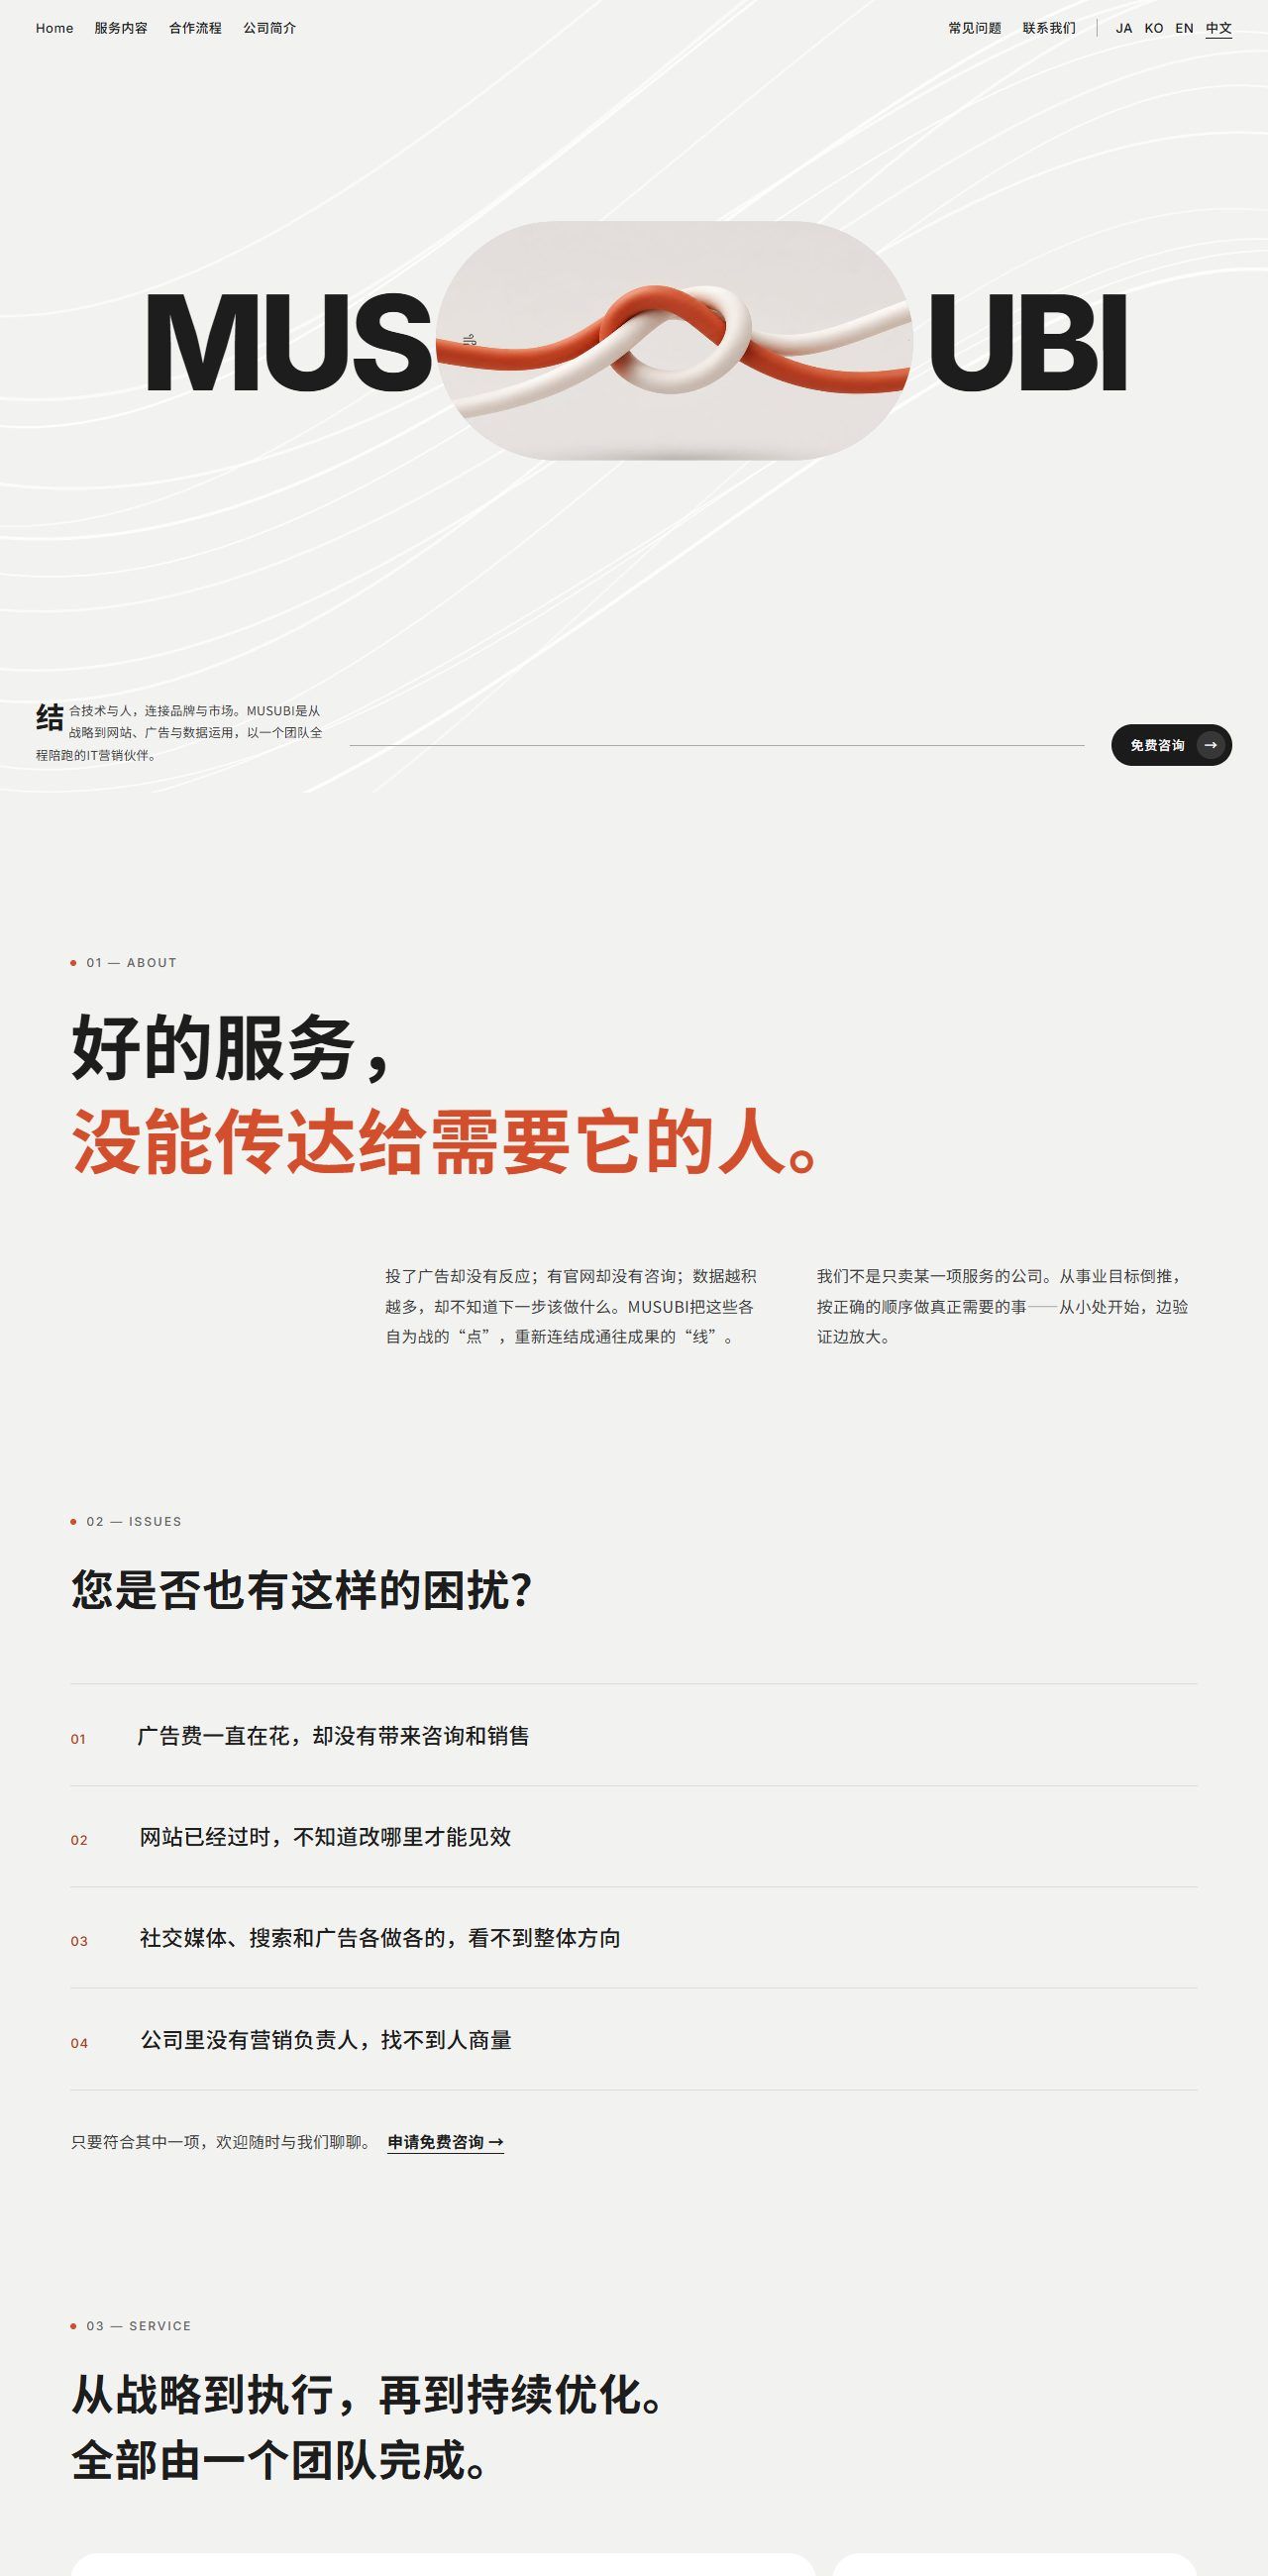 Home 服务内容 合作流程 公司简介
常见问题 联系我们 JA KO EN 中文
MUS UBI
结合技术与人，连接品牌与市场。MUSUBI是从
战略到网站、广告与数据运用，以一个团队全
程陪跑的IT营销伙伴。
免费咨询 →
01 — ABOUT
好的服务，
没能传达给需要它的人。
投了广告却没有反应；有官网却没有咨询；数据越积
越多，却不知道下一步该做什么。MUSUBI把这些各
自为战的“点”，重新连结成通往成果的“线”。
我们不是只卖某一项服务的公司。从事业目标倒推，
按正确的顺序做真正需要的事——从小处开始，边验
证边放大。
02 — ISSUES
您是否也有这样的困扰？
01 广告费一直在花，却没有带来咨询和销售
02 网站已经过时，不知道改哪里才能见效
03 社交媒体、搜索和广告各做各的，看不到整体方向
04 公司里没有营销负责人，找不到人商量
只要符合其中一项，欢迎随时与我们聊聊。 申请免费咨询 →
03 — SERVICE
从战略到执行，再到持续优化。
全部由一个团队完成。